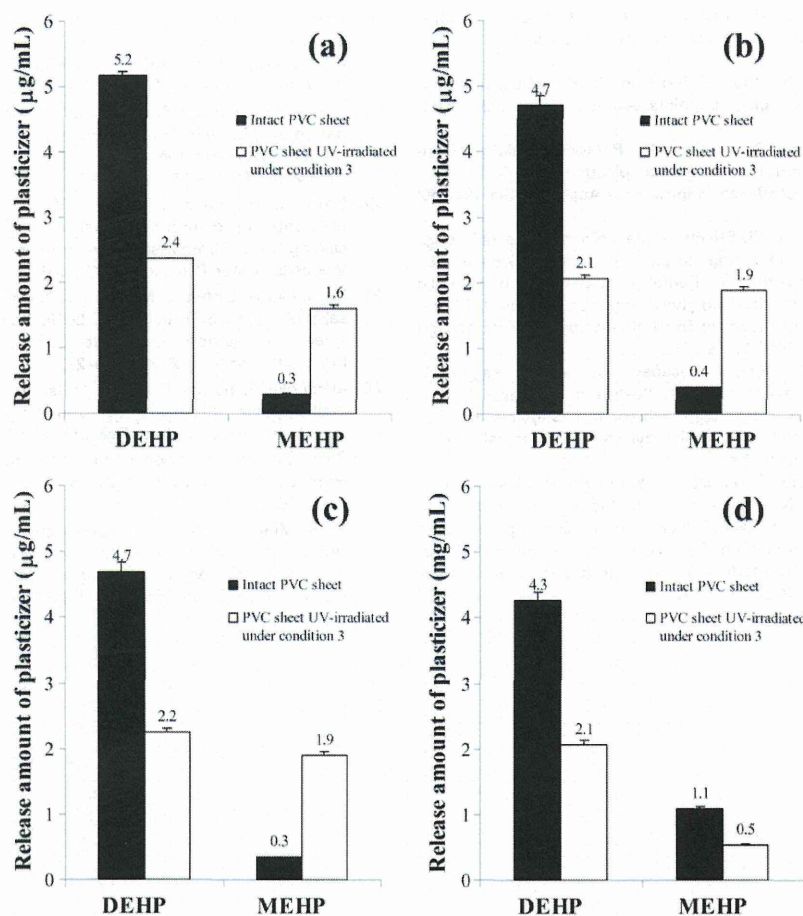 (a)
Release amount of plasticizer (µg/mL)
6
5
4
3
2
1
0
5.2
2.4
0.3
1.6
Intact PVC sheet
PVC sheet UV-irradiated
under condition 3
DEHP
MEHP
(b)
Release amount of plasticizer (µg/mL)
6
5
4
3
2
1
0
4.7
2.1
0.4
1.9
Intact PVC sheet
PVC sheet UV-irradiated
under condition 3
DEHP
MEHP
(c)
Release amount of plasticizer (µg/mL)
6
5
4
3
2
1
0
4.7
2.2
0.3
1.9
Intact PVC sheet
PVC sheet UV-irradiated
under condition 3
DEHP
MEHP
(d)
Release amount of plasticizer (mg/mL)
6
5
4
3
2
1
0
4.3
2.1
1.1
0.5
Intact PVC sheet
PVC sheet UV-irradiated
under condition 3
DEHP
MEHP